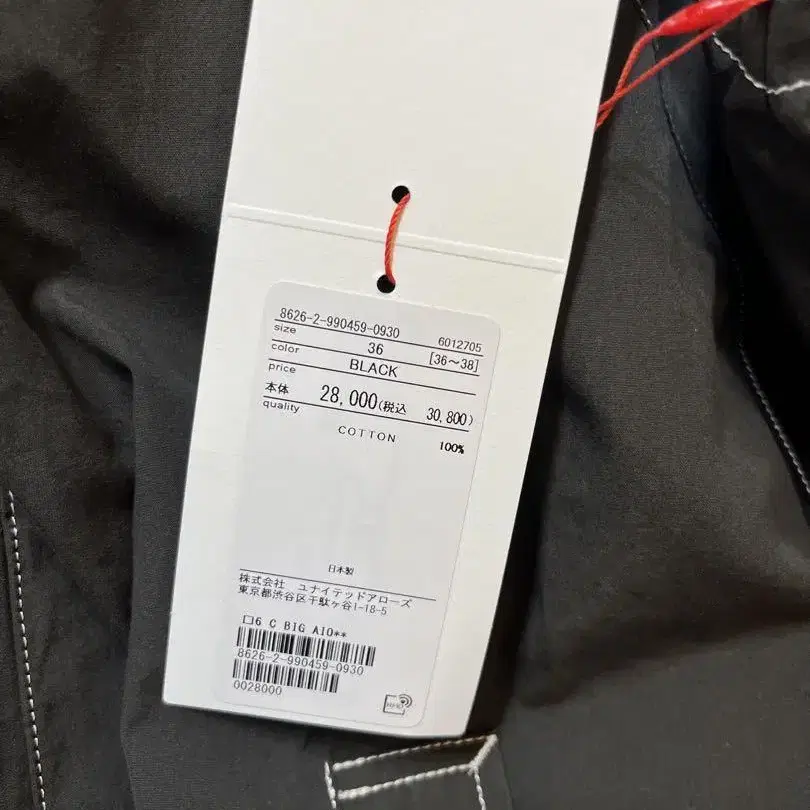 8626-2-990459-0930 6012705
size 36 [36〜38]
color BLACK
price
本体 28,000(税込 30,800)
quality
COTTON 100%
日本製
株式会社 ユナイテッドアローズ
東京都渋谷区千駄ヶ谷1-18-5
口6 C BIG AIO**
8626-2-990459-0930
0028000